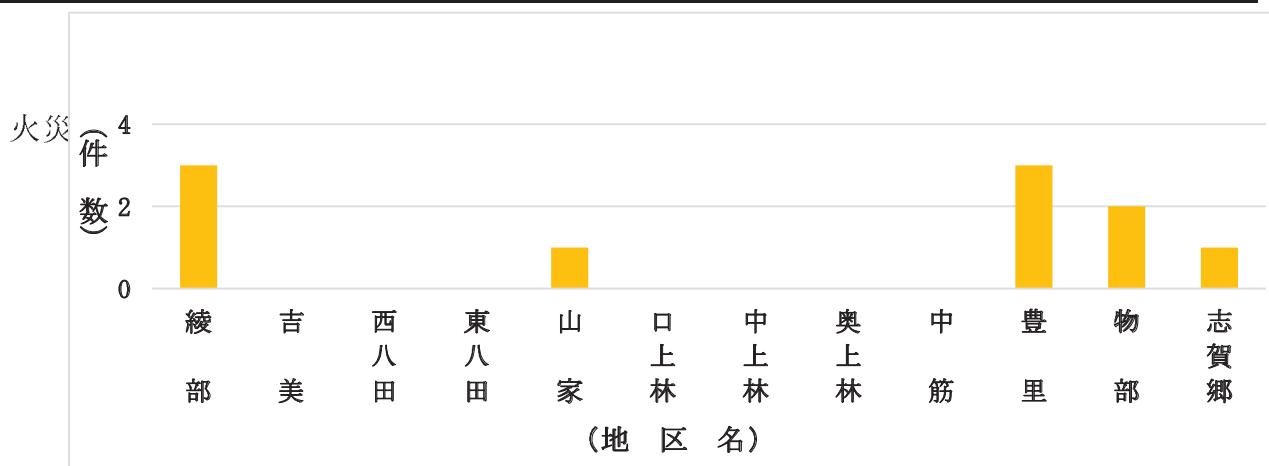 火災
(件数)
4
2
0
綾部
吉美
西八田
東八田
山家
口上林
中上林
奥上林
中筋
豊里
物部
志賀郷
(地 区 名)